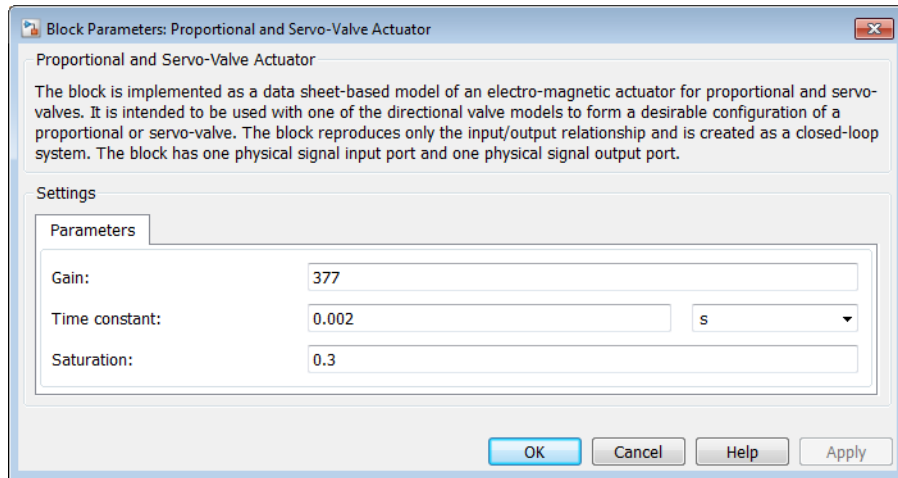 Block Parameters: Proportional and Servo-Valve Actuator
Proportional and Servo-Valve Actuator
The block is implemented as a data sheet-based model of an electro-magnetic actuator for proportional and servo-
valves. It is intended to be used with one of the directional valve models to form a desirable configuration of a
proportional or servo-valve. The block reproduces only the input/output relationship and is created as a closed-loop
system. The block has one physical signal input port and one physical signal output port.
Settings
Parameters
Gain: 377
Time constant: 0.002 s
Saturation: 0.3
OK Cancel Help Apply